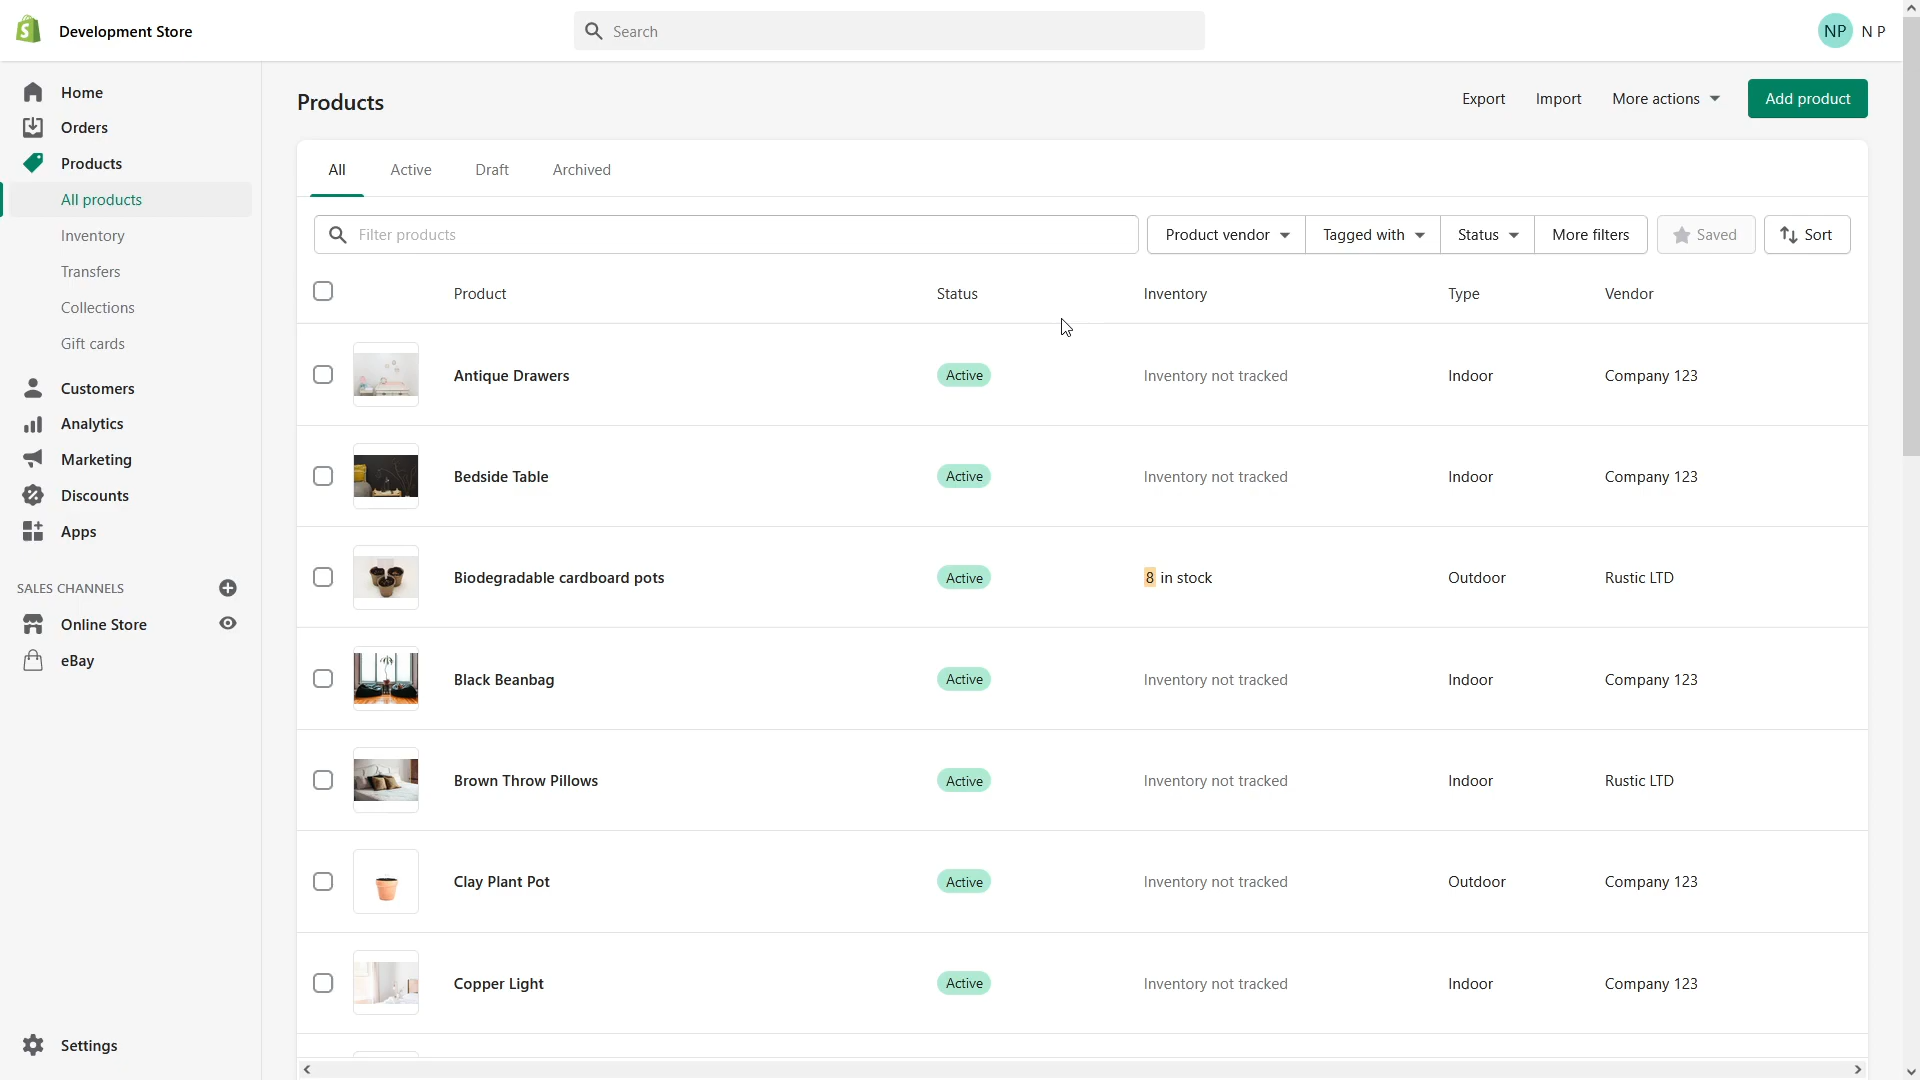 Development Store
Search
NP N P
Home
Orders
Products
All products
Inventory
Transfers
Collections
Gift cards
Customers
Analytics
Marketing
Discounts
Apps
SALES CHANNELS
Online Store
eBay
Settings
Products
Export Import More actions Add product
All Active Draft Archived
Filter products Product vendor Tagged with Status More filters Saved Sort
Product Status Inventory Type Vendor
Antique Drawers Active Inventory not tracked Indoor Company 123
Bedside Table Active Inventory not tracked Indoor Company 123
Biodegradable cardboard pots Active 8 in stock Outdoor Rustic LTD
Black Beanbag Active Inventory not tracked Indoor Company 123
Brown Throw Pillows Active Inventory not tracked Indoor Rustic LTD
Clay Plant Pot Active Inventory not tracked Outdoor Company 123
Copper Light Active Inventory not tracked Indoor Company 123